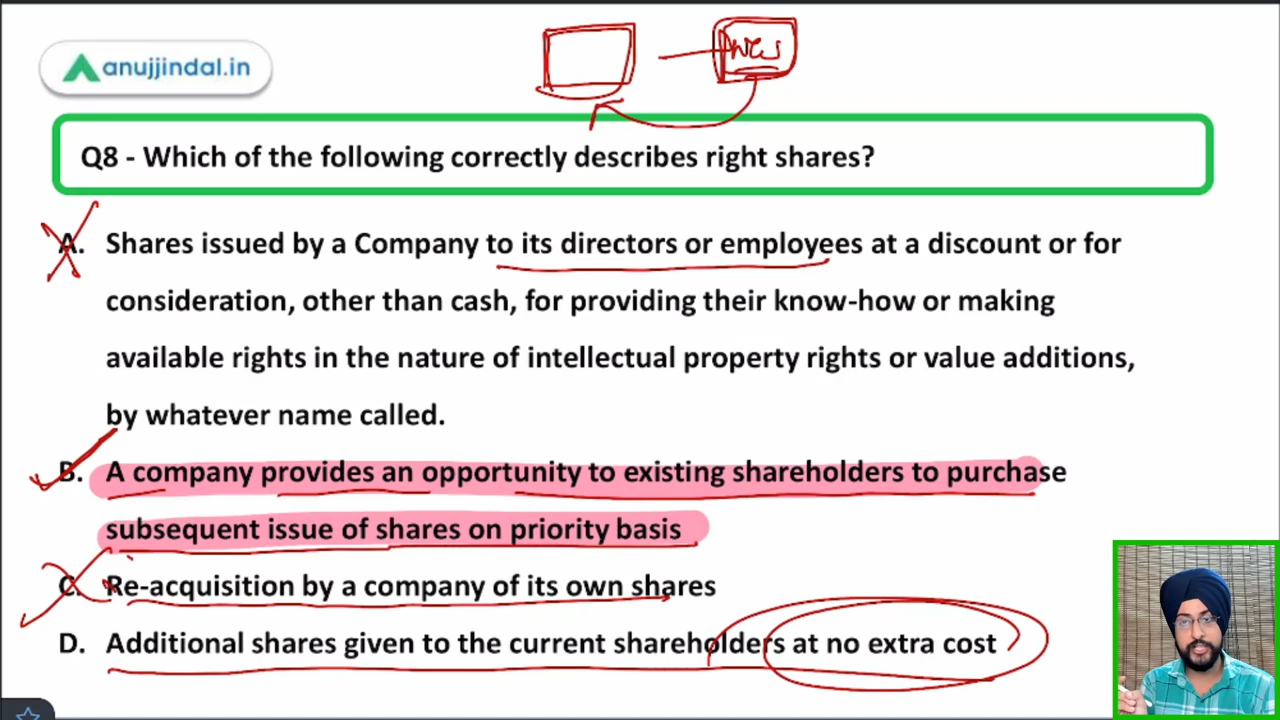 anujjindal.in
Q8 - Which of the following correctly describes right shares?
A. Shares issued by a Company to its directors or employees at a discount or for
consideration, other than cash, for providing their know-how or making
available rights in the nature of intellectual property rights or value additions,
by whatever name called.
B. A company provides an opportunity to existing shareholders to purchase
subsequent issue of shares on priority basis
C. Re-acquisition by a company of its own shares
D. Additional shares given to the current shareholders at no extra cost